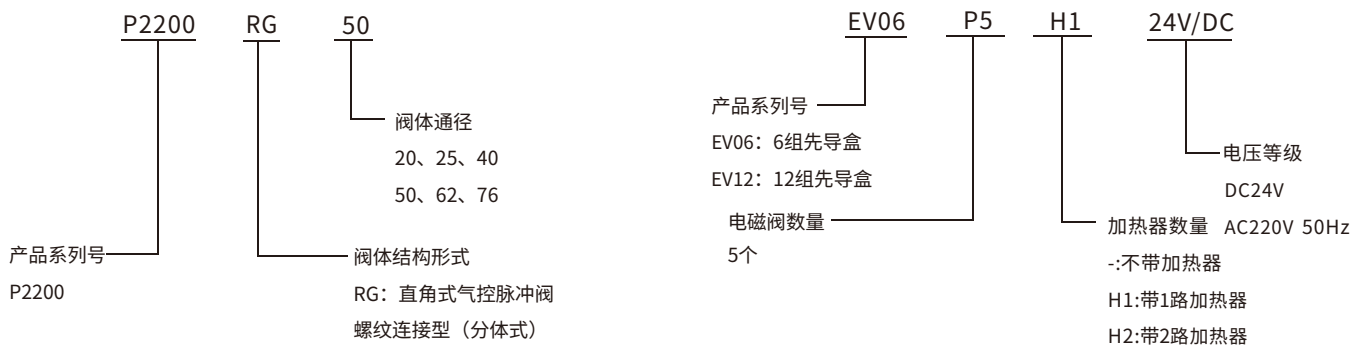 P2200 RG 50
阀体通径
20、25、40
50、62、76
产品系列号
P2200
阀体结构形式
RG：直角式气控脉冲阀
螺纹连接型（分体式）
EV06 P5 H1 24V/DC
产品系列号
EV06：6组先导盒
EV12：12组先导盒
电磁阀数量
5个
电压等级
DC24V
AC220V 50Hz
加热器数量
-:不带加热器
H1:带1路加热器
H2:带2路加热器